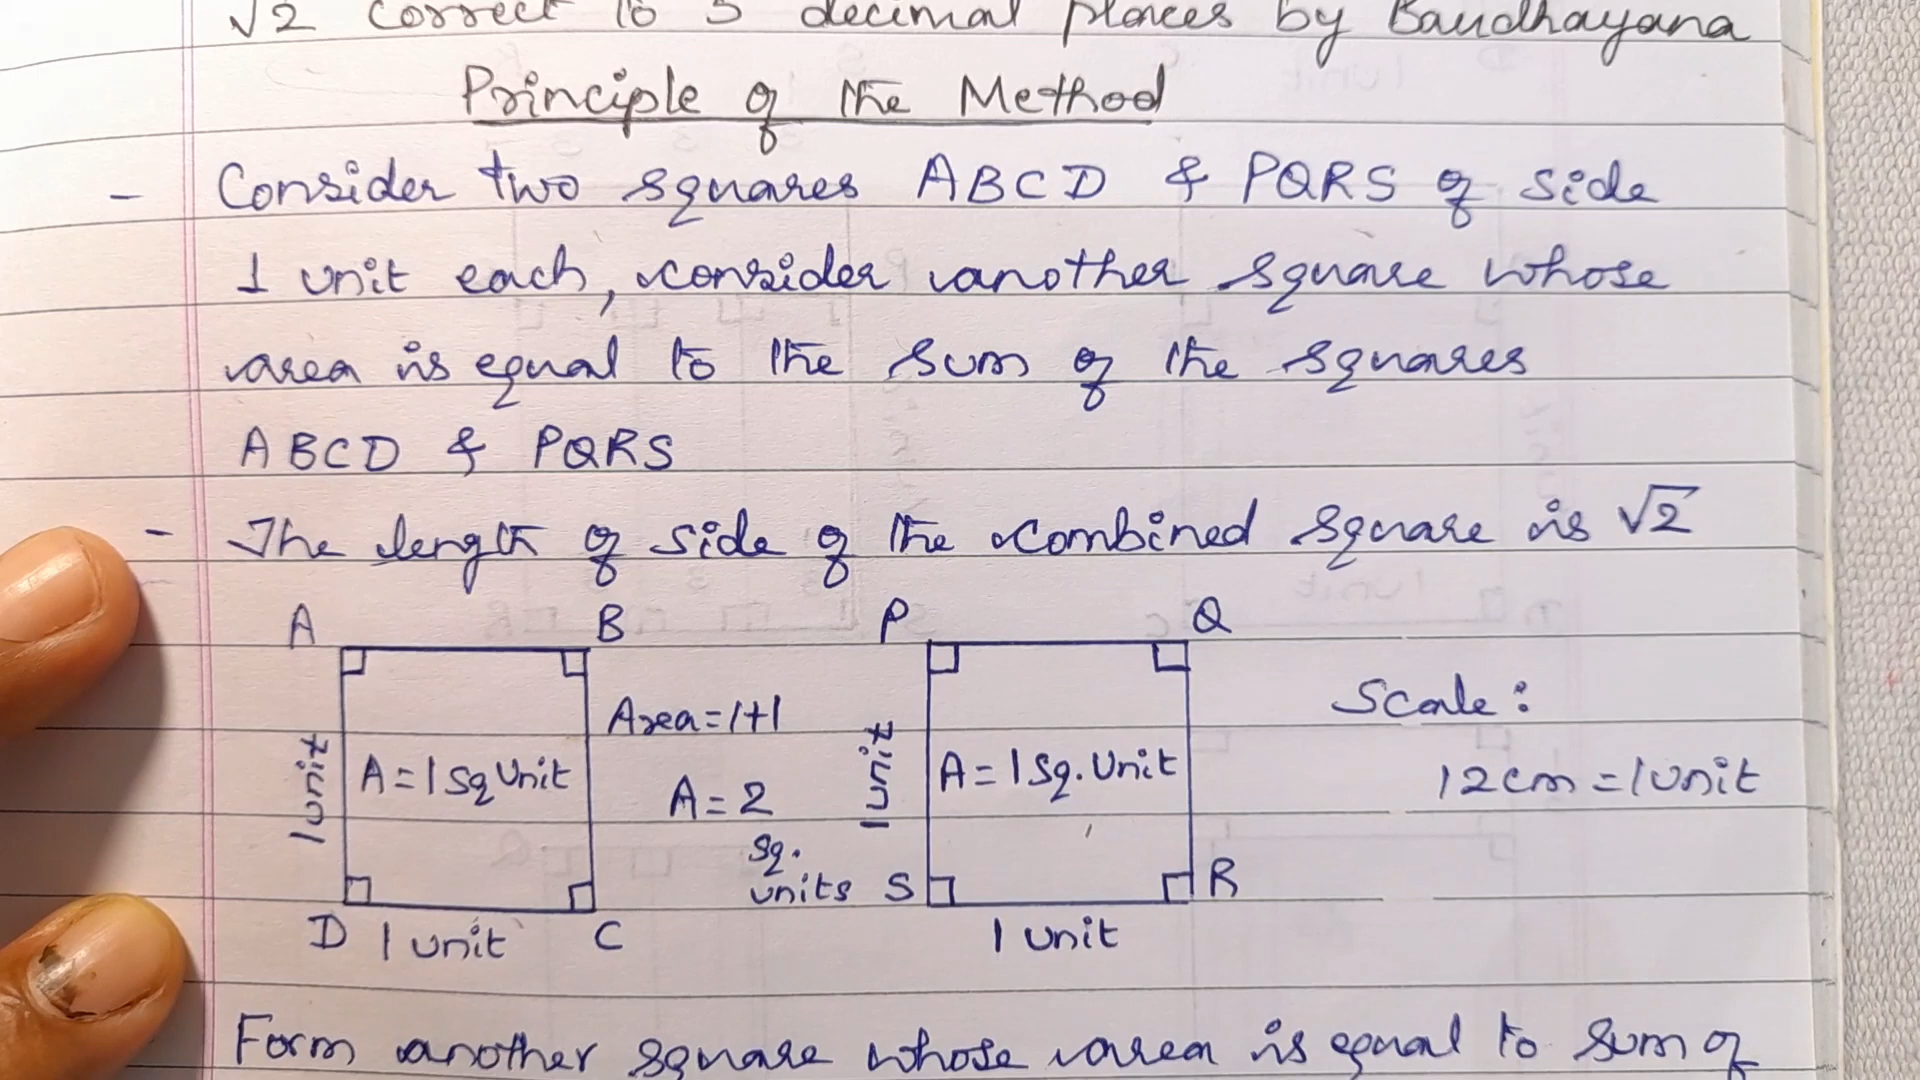 √2 correct to 5 decimal places by Baudhayana
Principle of the Method
- Consider two squares ABCD & PQRS of side
1 unit each, consider another square whose
area is equal to the sum of the squares
ABCD & PQRS
- The length of side of the combined square is √2
A B P Q
Area = 1+1
Scale:
1 unit A = 1 Sq Unit A = 2 1 unit A = 1 Sq. Unit 12 cm = 1 unit
sq.
units S R
D 1 unit C 1 unit
Form another square whose area is equal to sum of